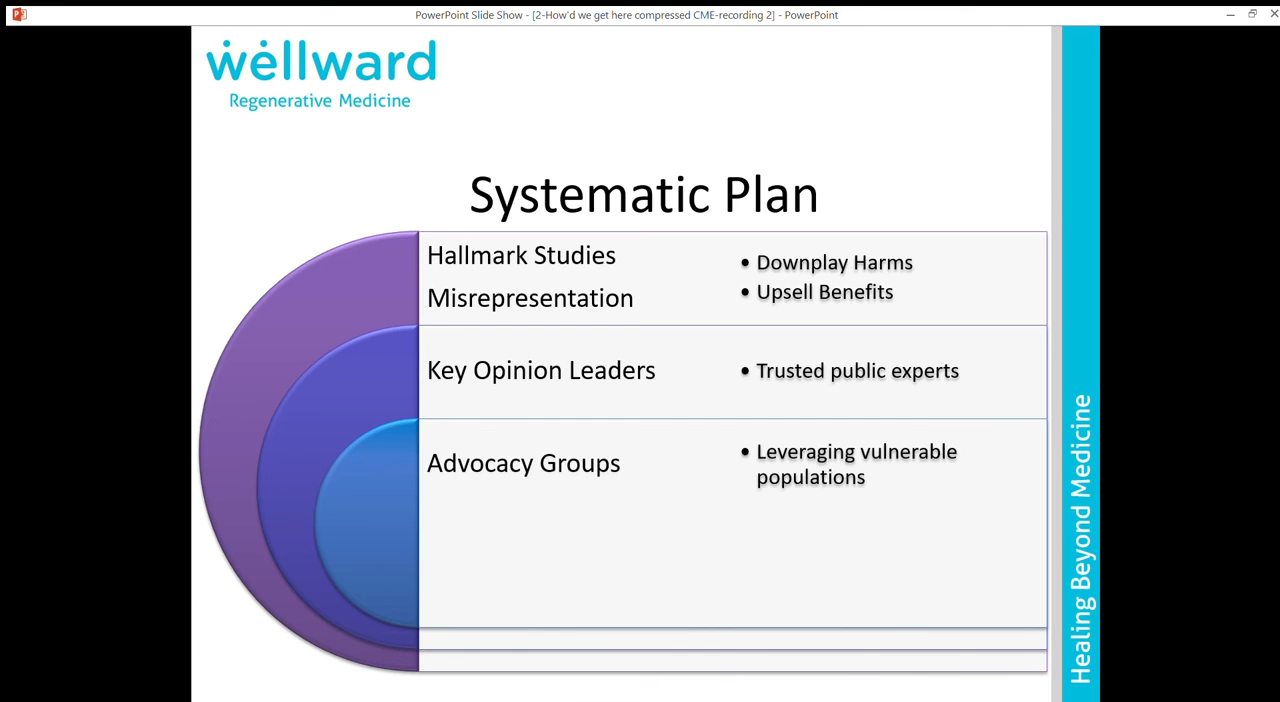 PowerPoint Slide Show - [2-How'd we get here compressed CME-recording 2] - PowerPoint
wellward
Regenerative Medicine
Systematic Plan
Hallmark Studies
Misrepresentation
• Downplay Harms
• Upsell Benefits
Key Opinion Leaders
• Trusted public experts
Advocacy Groups
• Leveraging vulnerable
populations
Healing Beyond Medicine